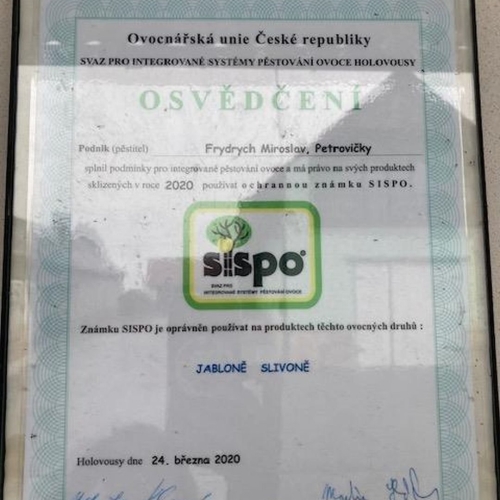 Ovocnářská unie České republiky
SVAZ PRO INTEGROVANÉ SYSTÉMY PĚSTOVÁNÍ OVOCE HOLOVOUSY
OSVĚDČENÍ
Podnik (pěstitel) Frydrych Miroslav, Petrovičky
splnil podmínky pro integrované pěstování ovoce a má právo na svých produktech
sklizených v roce 2020 používat ochrannou známku SISPO.
sispo®
SVAZ PRO
INTEGROVANÉ SYSTÉMY PĚSTOVÁNÍ OVOCE
Známku SISPO je oprávněn používat na produktech těchto ovocných druhů :
JABLONĚ SLIVONĚ
Holovousy dne 24. března 2020